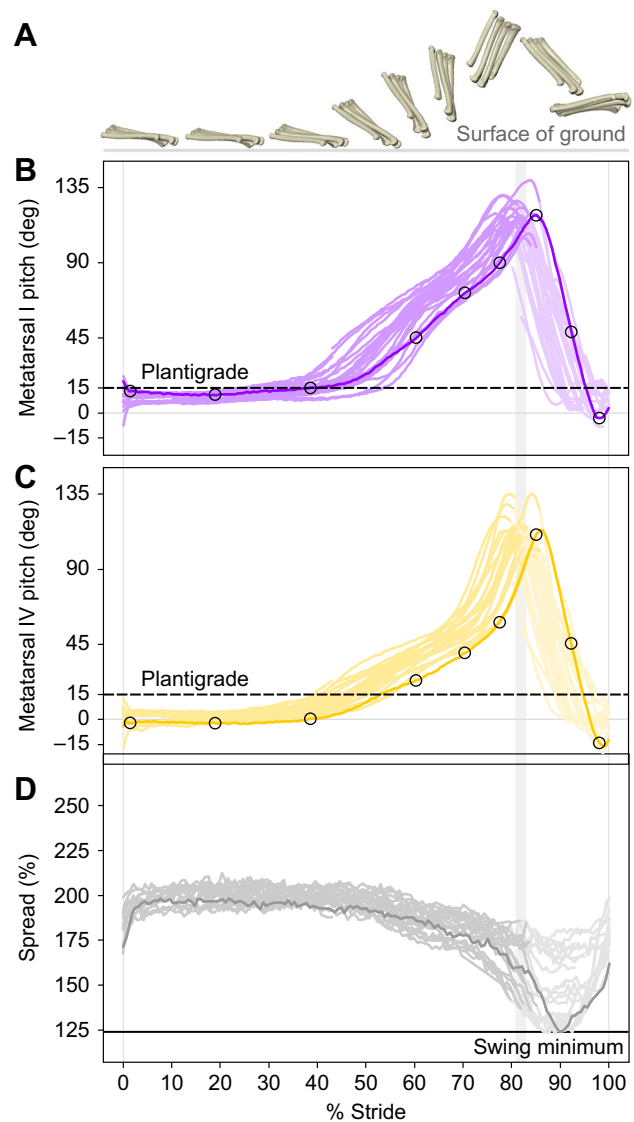 A
Surface of ground
B
Metatarsal I pitch (deg)
135
90
45
15
0
–15
Plantigrade
C
Metatarsal IV pitch (deg)
135
90
45
15
0
–15
Plantigrade
D
Spread (%)
250
225
200
175
150
125
Swing minimum
0 10 20 30 40 50 60 70 80 90 100
% Stride